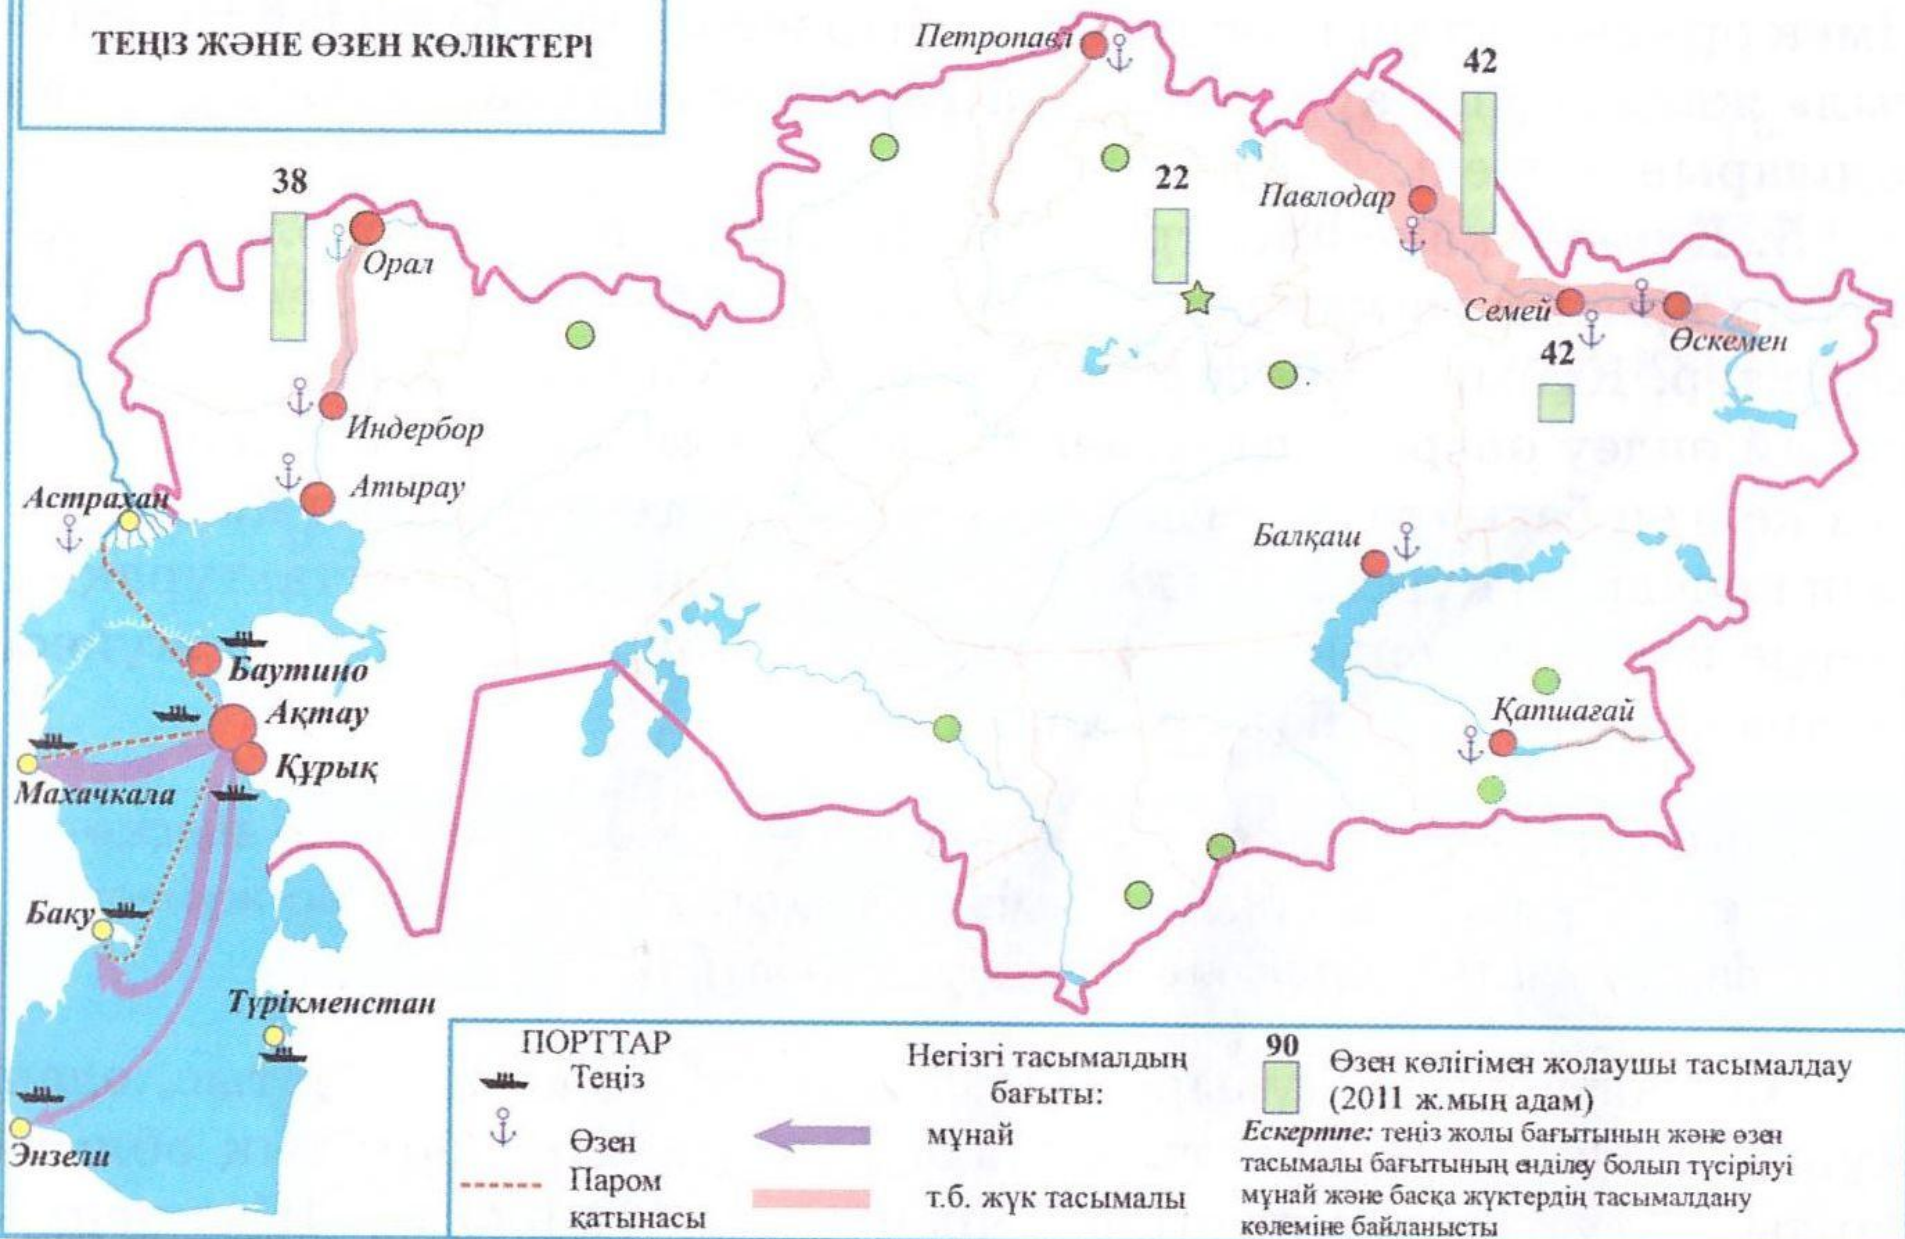 ТЕҢІЗ ЖӘНЕ ӨЗЕН КӨЛІКТЕРІ
Петропавл
42
38
22
Павлодар
Орал
Семей
Өскемен
42
Индербор
Атырау
Астрахан
Балқаш
Баутино
Ақтау
Қапшағай
Құрық
Махачкала
Баку
Түрікменстан
Энзели
ПОРТТАР
Теңіз
Өзен
Паром
қатынасы
Негізгі тасымалдың
бағыты:
мұнай
т.б. жүк тасымалы
90
Өзен көлігімен жолаушы тасымалдау
(2011 ж.мың адам)
Ескертпе: теңіз жолы бағытының және өзен
тасымалы бағытының енділеу болып түсірілуі
мұнай және басқа жүктердің тасымалдану
көлеміне байланысты